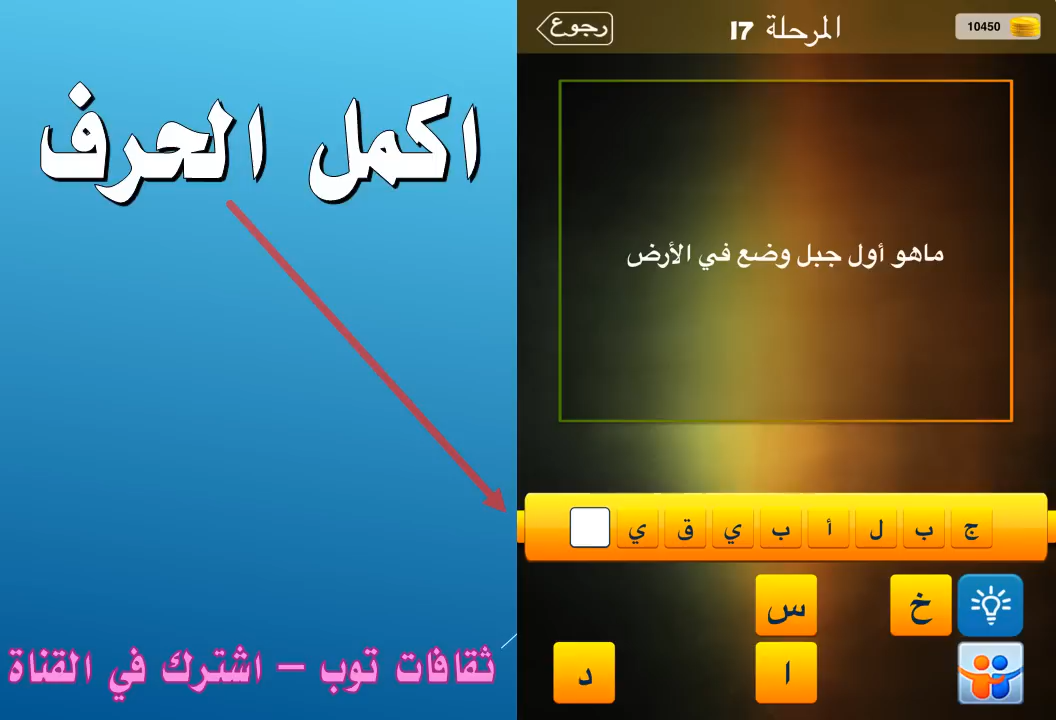 اكمل الحرف
رجوع
المرحلة 17
10450
ماهو أول جبل وضع في الأرض
ج ب ل أ ب ي ق ي
خ س
ا د
ثقافات توب - اشترك في القناة